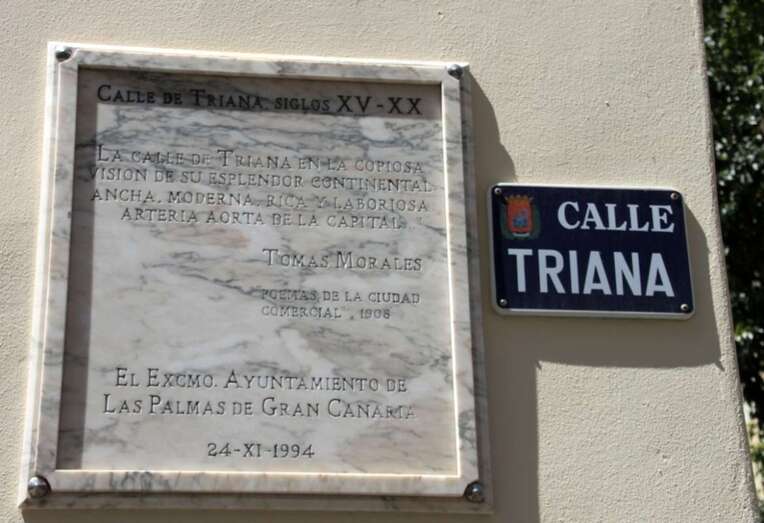 CALLE DE TRIANA, SIGLOS XV-XX
LA CALLE DE TRIANA EN LA COPIOSA
VISION DE SU ESPLENDOR CONTINENTAL
ANCHA, MODERNA, RICA Y LABORIOSA
ARTERIA AORTA DE LA CAPITAL..."
TOMAS MORALES
POEMAS DE LA CIUDAD
COMERCIAL", 1908
EL EXCMO. AYUNTAMIENTO DE
LAS PALMAS DE GRAN CANARIA
24-XI-1994
CALLE
TRIANA